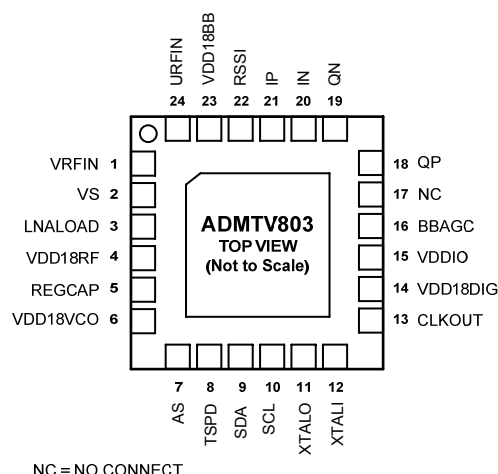 URFIN
VDD18BB
RSSI
IP
IN
QN
24 23 22 21 20 19
VRFIN 1
VS 2
LNALOAD 3
VDD18RF 4
REGCAP 5
VDD18VCO 6
ADMTV803
TOP VIEW
(Not to Scale)
18 QP
17 NC
16 BBAGC
15 VDDIO
14 VDD18DIG
13 CLKOUT
7 8 9 10 11 12
AS
TSPD
SDA
SCL
XTALO
XTALI
NC = NO CONNECT